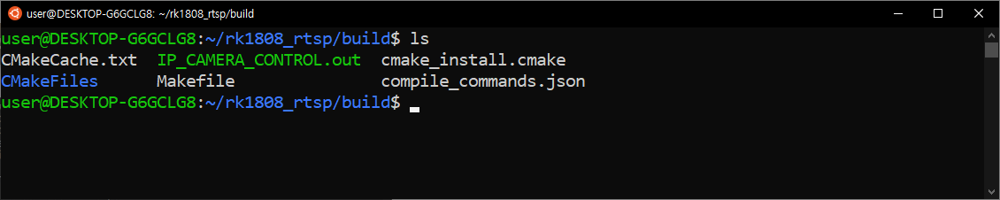 user@DESKTOP-G6GCLG8: ~/rk1808_rtsp/build
user@DESKTOP-G6GCLG8:~/rk1808_rtsp/build$ ls
CMakeCache.txt  IP_CAMERA_CONTROL.out  cmake_install.cmake
CMakeFiles      Makefile               compile_commands.json
user@DESKTOP-G6GCLG8:~/rk1808_rtsp/build$